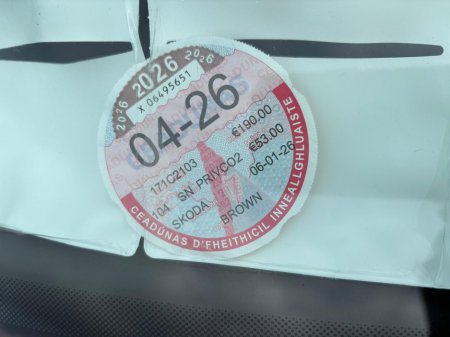 2026 2026 2026
X 06495651
04-26
171C2103 €190.00
104 SN PRIVCO2 €53.00
SKODA BROWN 06-01-26
CEADÚNAS D'FHEITHICIL INNEALLGHLUAISTE